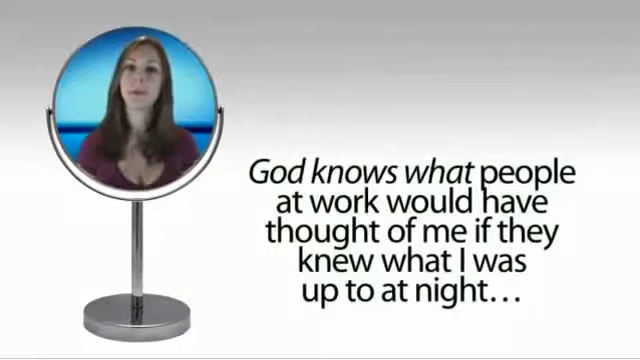 God knows what people
at work would have
thought of me if they
knew what I was
up to at night…